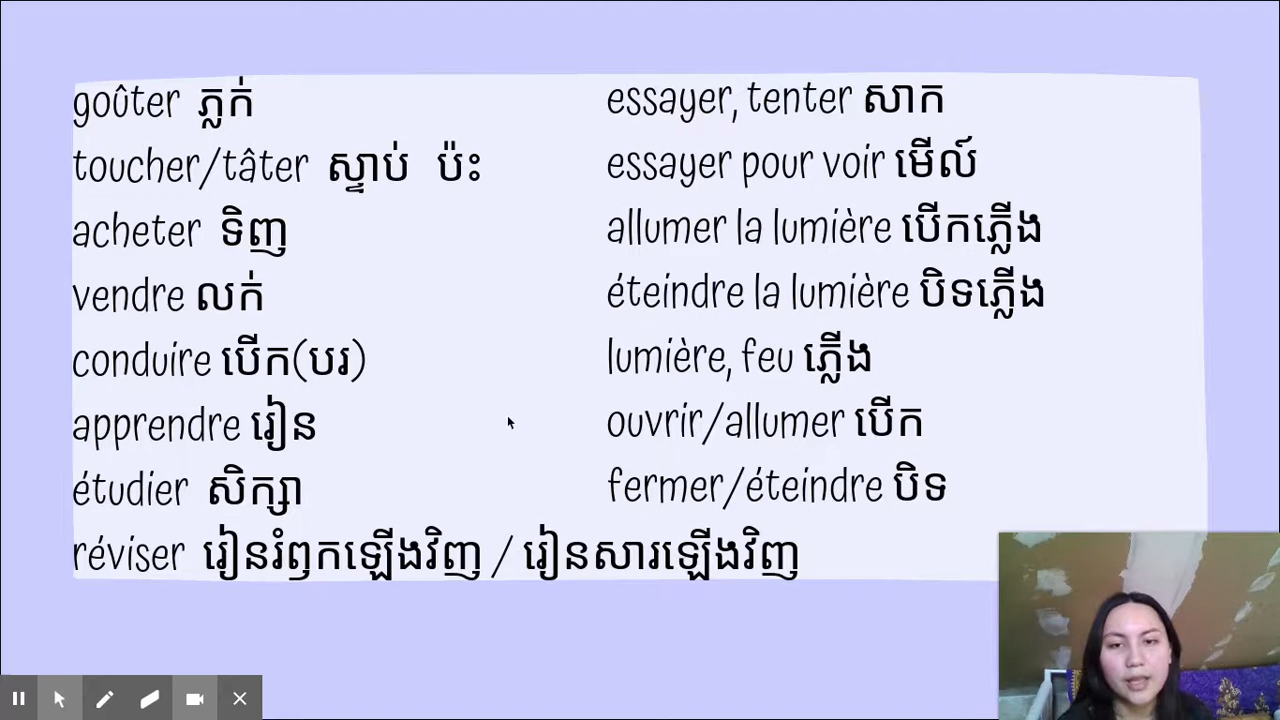 goûter ភ្លក់
toucher/tâter ស្ទាប់ ប៉ះ
acheter ទិញ
vendre លក់
conduire បើក(បរ)
apprendre រៀន
étudier សិក្សា
réviser រៀនរំឭកឡើងវិញ / រៀនសារឡើងវិញ
essayer, tenter សាក
essayer pour voir មើល៍
allumer la lumière បើកភ្លើង
éteindre la lumière បិទភ្លើង
lumière, feu ភ្លើង
ouvrir/allumer បើក
fermer/éteindre បិទ